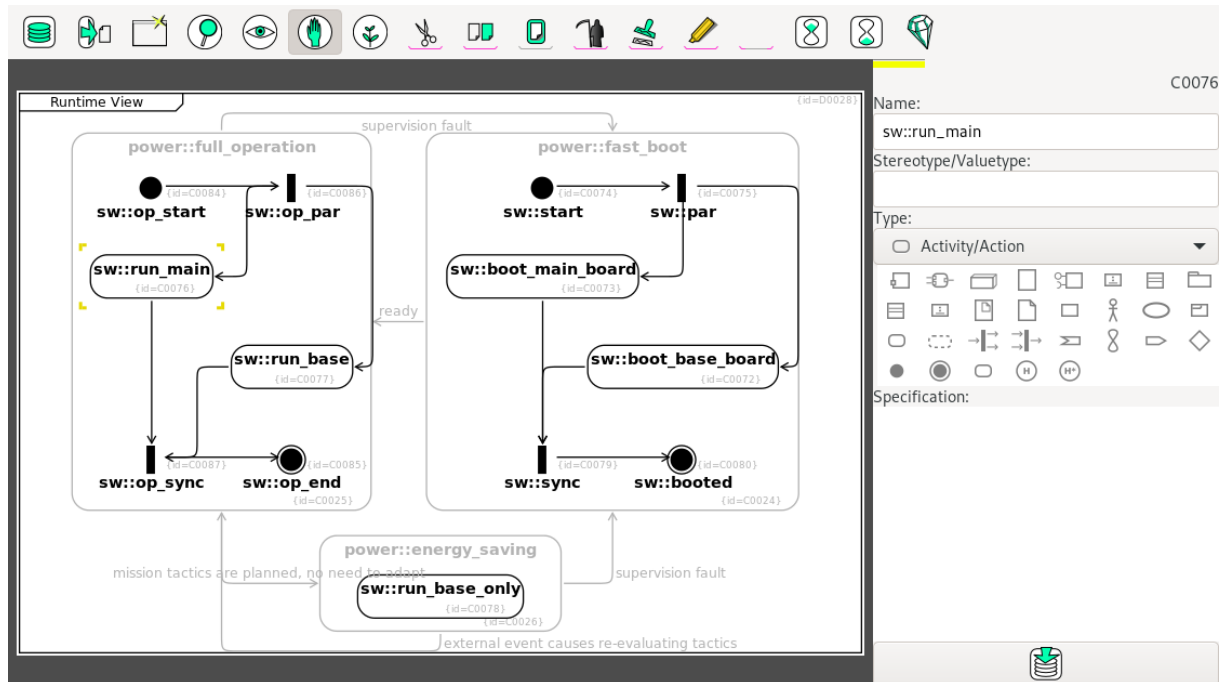 C0076
Runtime View
{id=D0028}
Name:
supervision fault
sw::run_main
power::full_operation
power::fast_boot
Stereotype/Valuetype:
{id=C0084}
{id=C0086}
{id=C0074}
{id=C0075}
sw::op_start
sw::op_par
sw::start
sw::par
Type:
Activity/Action
sw::run_main
{id=C0076}
sw::boot_main_board
{id=C0073}
ready
sw::run_base
{id=C0077}
sw::boot_base_board
{id=C0072}
Specification:
{id=C0087}
{id=C0085}
{id=C0079}
{id=C0080}
sw::op_sync
sw::op_end
sw::sync
sw::booted
{id=C0025}
{id=C0024}
power::energy_saving
mission tactics are planned, no need to adapt
supervision fault
sw::run_base_only
{id=C0078}
{id=C0026}
external event causes re-evaluating tactics